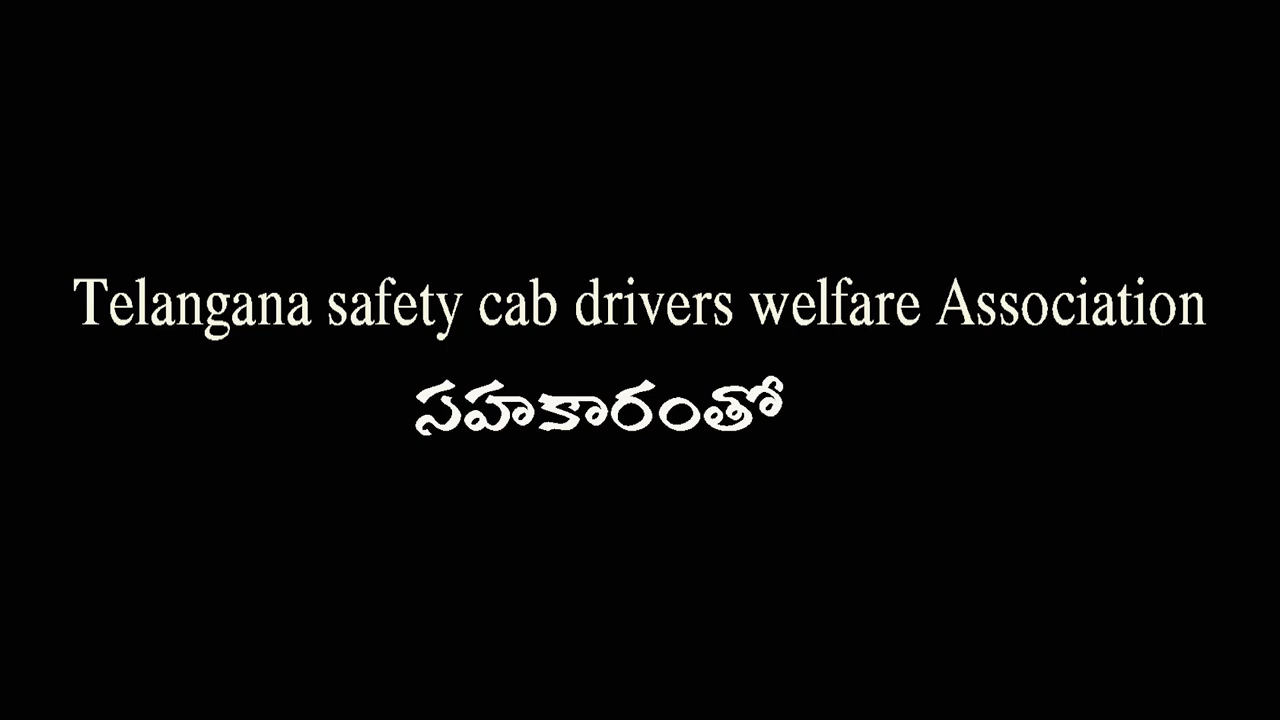 Telangana safety cab drivers welfare Association
సహకారంతో